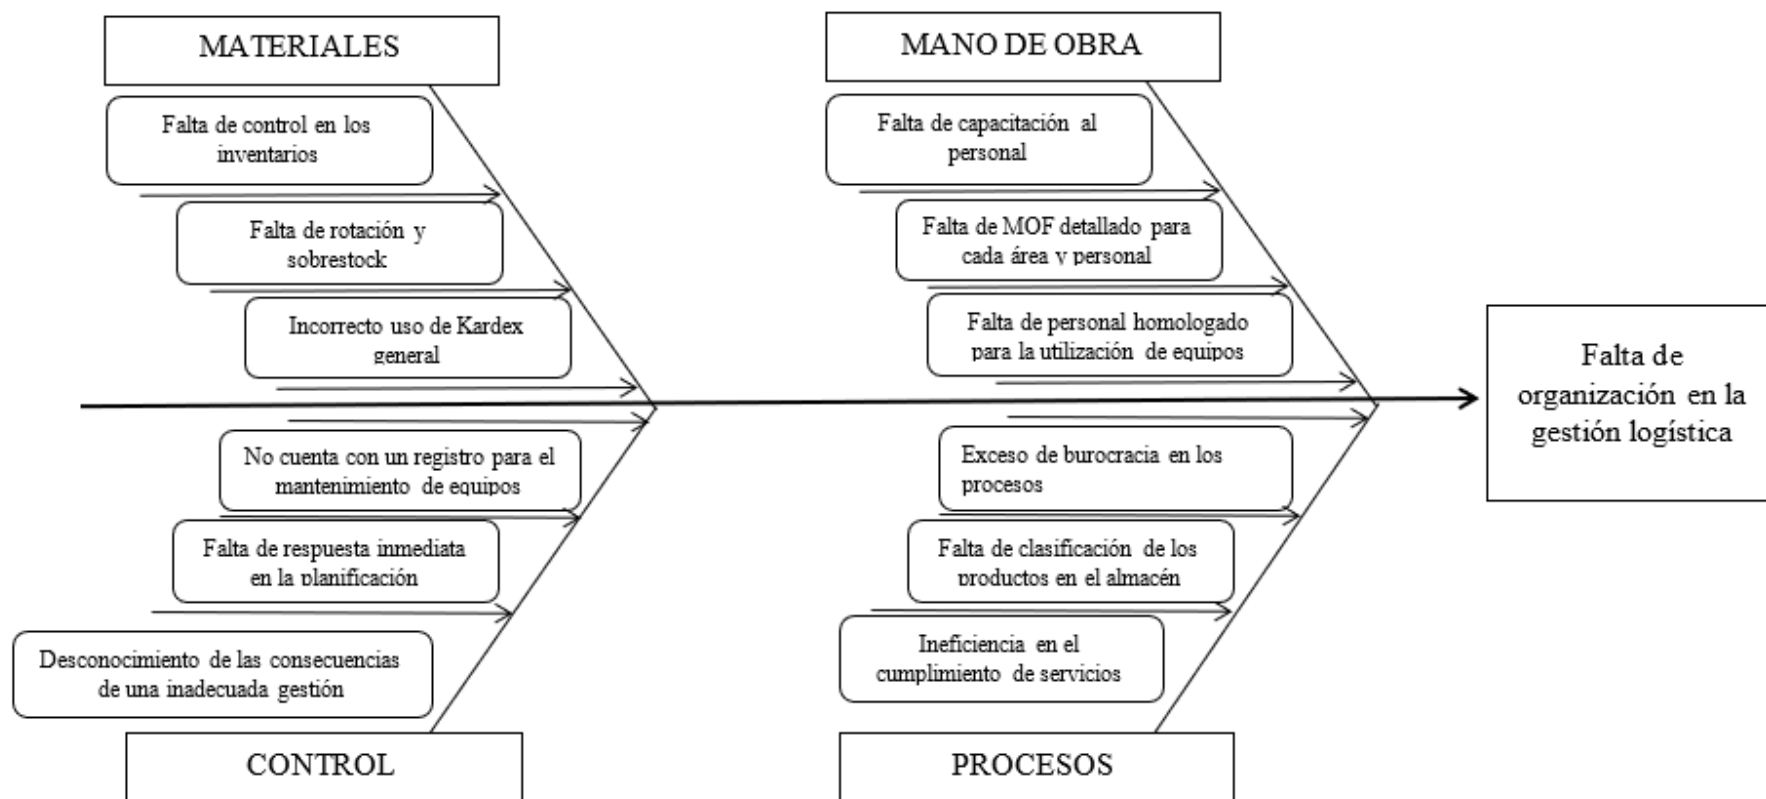 MATERIALES
Falta de control en los
inventarios
Falta de rotación y
sobrestock
Incorrecto uso de Kardex
general
MANO DE OBRA
Falta de capacitación al
personal
Falta de MOF detallado para
cada área y personal
Falta de personal homologado
para la utilización de equipos
Falta de
organización en la
gestión logística
No cuenta con un registro para el
mantenimiento de equipos
Falta de respuesta inmediata
en la planificación
Desconocimiento de las consecuencias
de una inadecuada gestión
CONTROL
Exceso de burocracia en los
procesos
Falta de clasificación de los
productos en el almacén
Ineficiencia en el
cumplimiento de servicios
PROCESOS